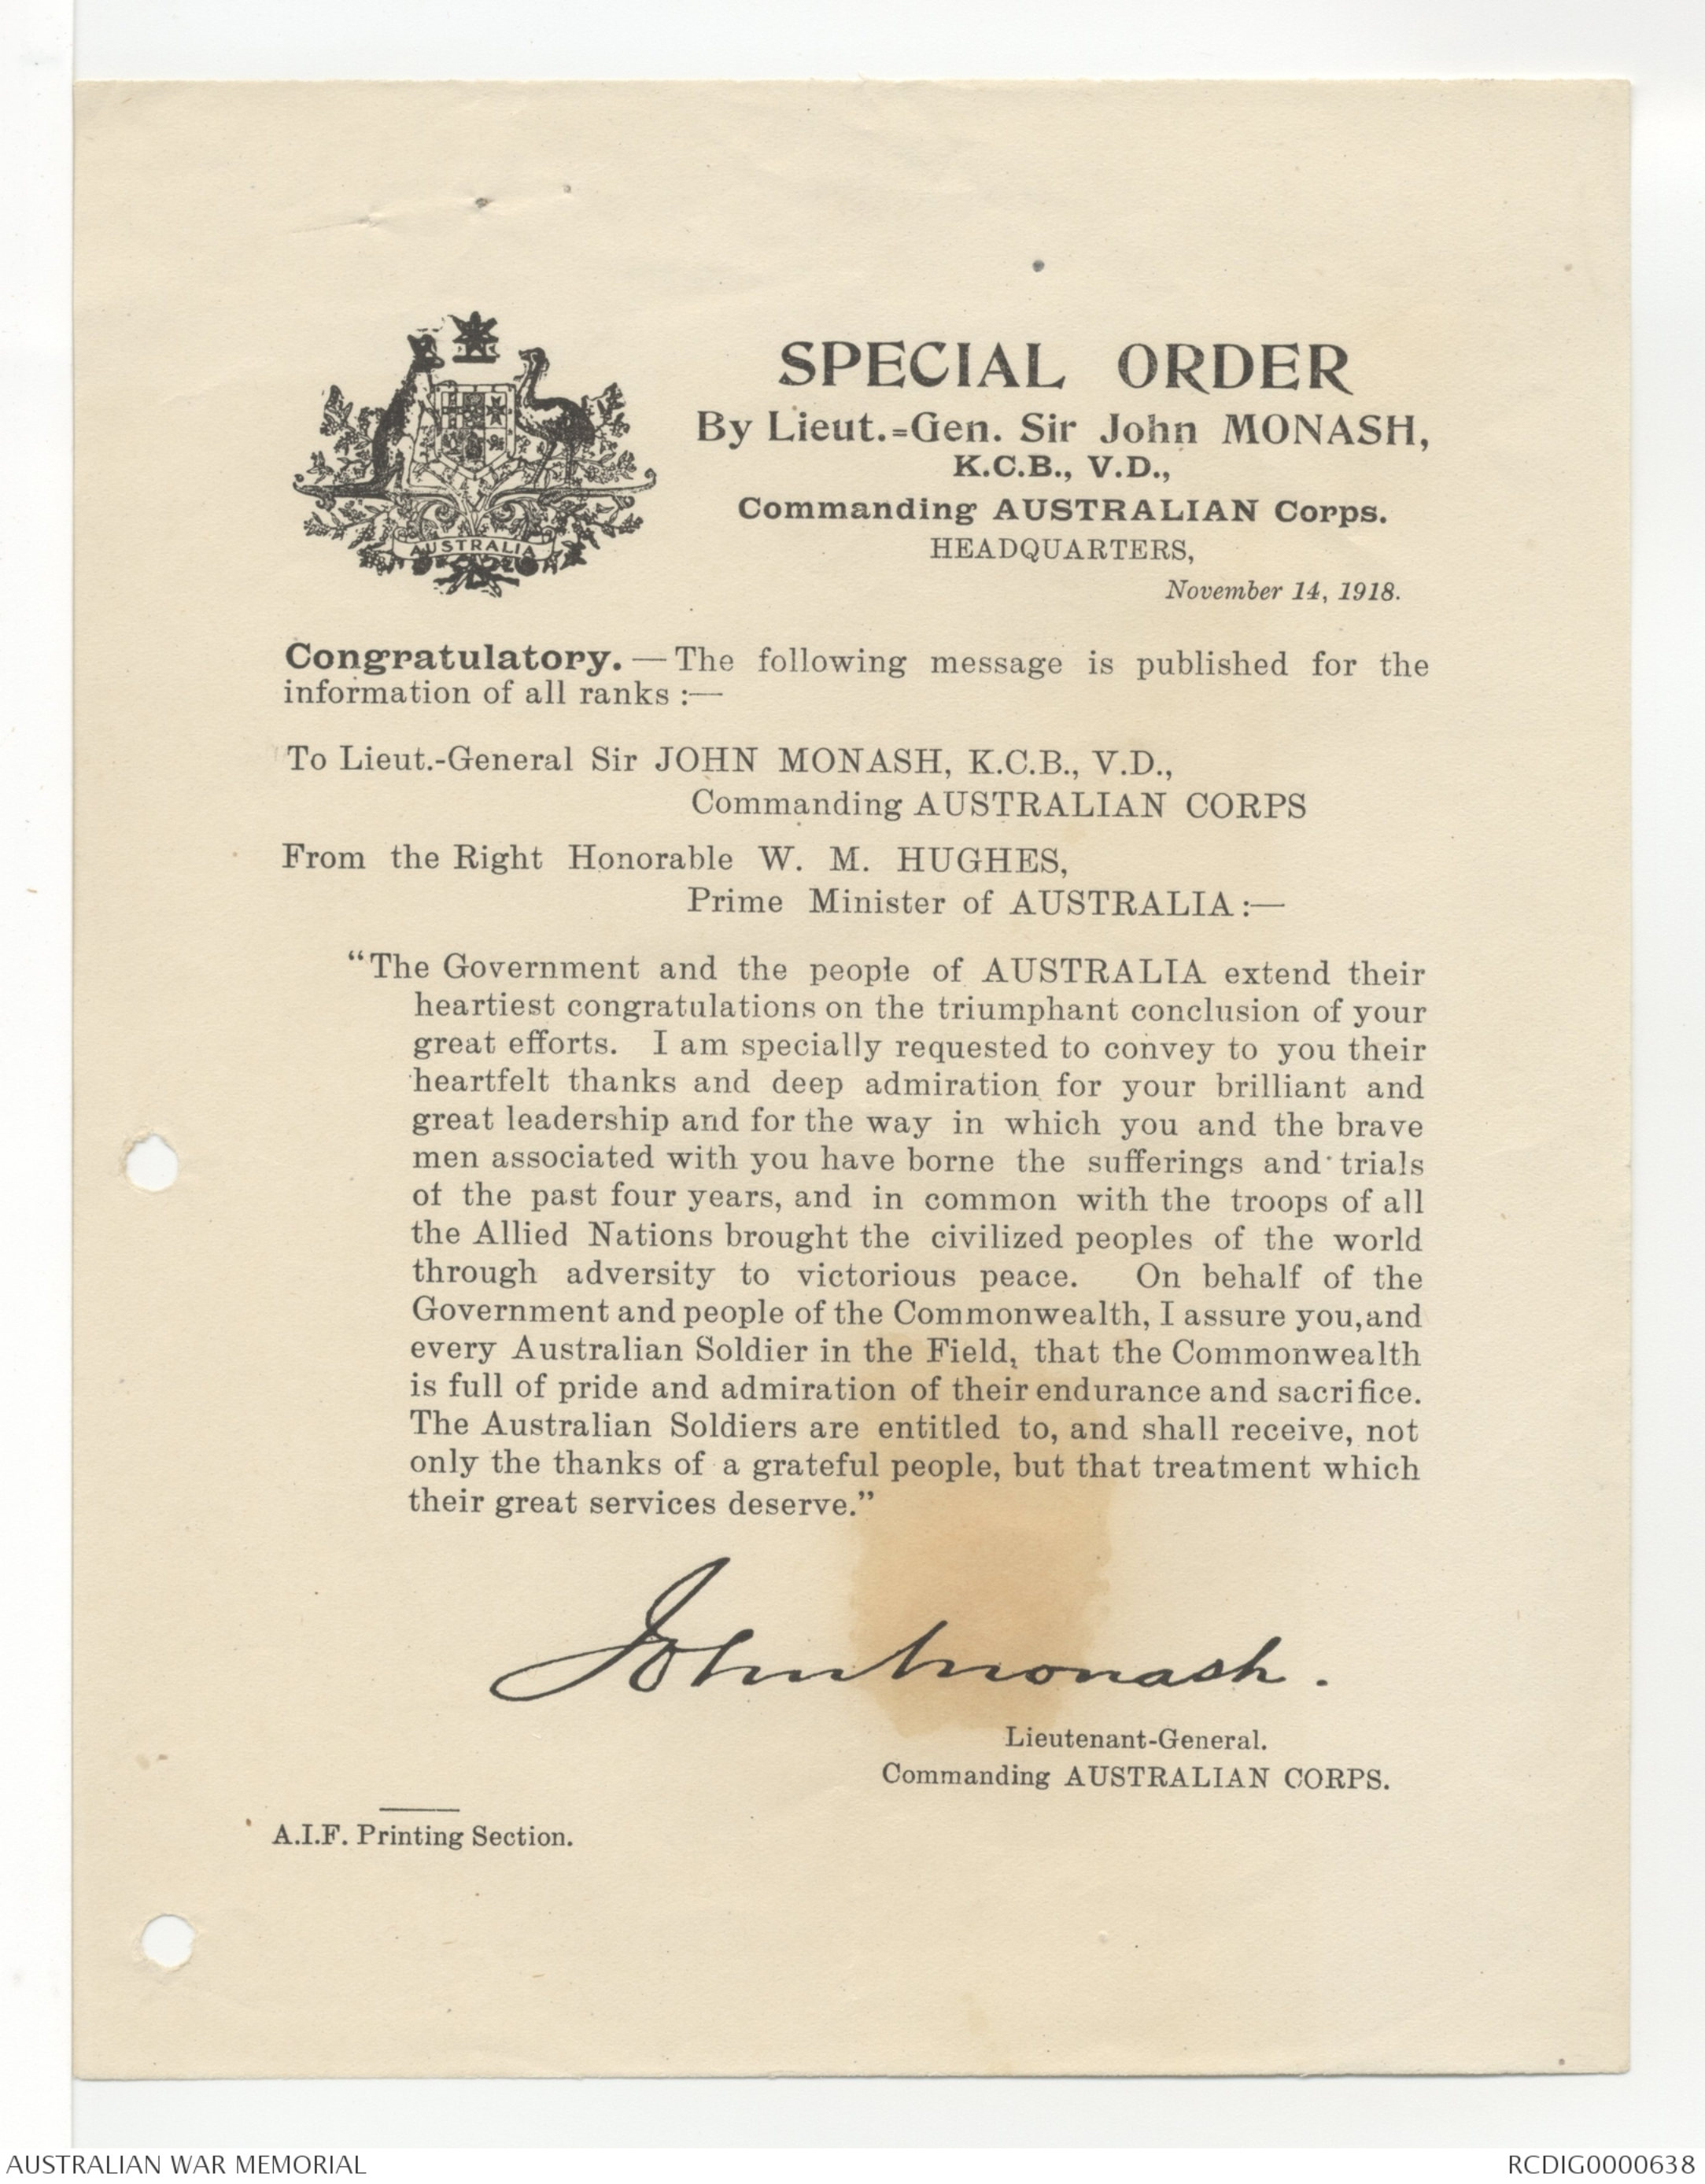 SPECIAL ORDER
By Lieut.-Gen. Sir John MONASH,
K.C.B., V.D.,
Commanding AUSTRALIAN Corps.
HEADQUARTERS,
November 14, 1918.
AUSTRALIA
Congratulatory.—The following message is published for the
information of all ranks :—
To Lieut.-General Sir JOHN MONASH, K.C.B., V.D.,
Commanding AUSTRALIAN CORPS
From the Right Honorable W. M. HUGHES,
Prime Minister of AUSTRALIA :—
“The Government and the people of AUSTRALIA extend their
heartiest congratulations on the triumphant conclusion of your
great efforts. I am specially requested to convey to you their
heartfelt thanks and deep admiration for your brilliant and
great leadership and for the way in which you and the brave
men associated with you have borne the sufferings and trials
of the past four years, and in common with the troops of all
the Allied Nations brought the civilized peoples of the world
through adversity to victorious peace. On behalf of the
Government and people of the Commonwealth, I assure you,and
every Australian Soldier in the Field, that the Commonwealth
is full of pride and admiration of their endurance and sacrifice.
The Australian Soldiers are entitled to, and shall receive, not
only the thanks of a grateful people, but that treatment which
their great services deserve.”
John Monash.
Lieutenant-General.
Commanding AUSTRALIAN CORPS.
A.I.F. Printing Section.
AUSTRALIAN WAR MEMORIAL
RCDIG0000638